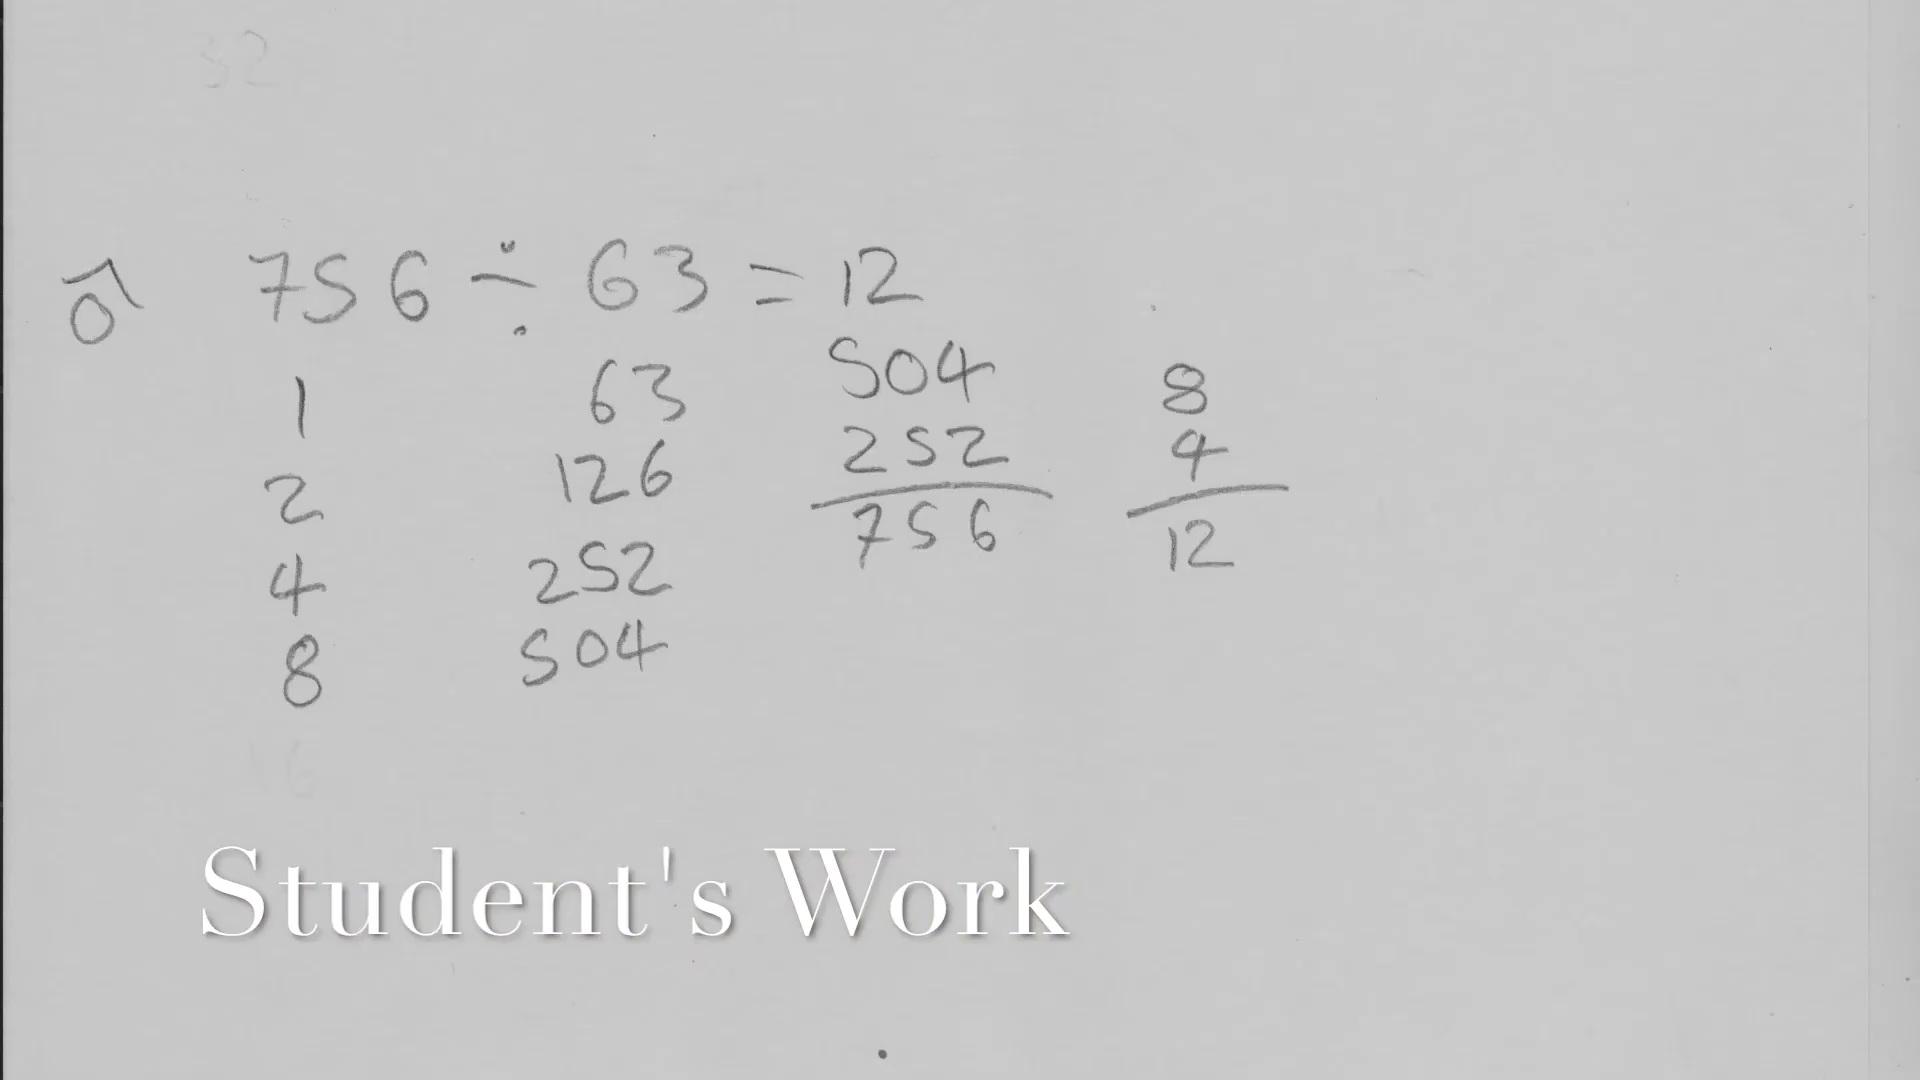 756 ÷ 63 = 12
1 63 504 8
2 126 252 4
4 252 756 12
8 504
Student's Work